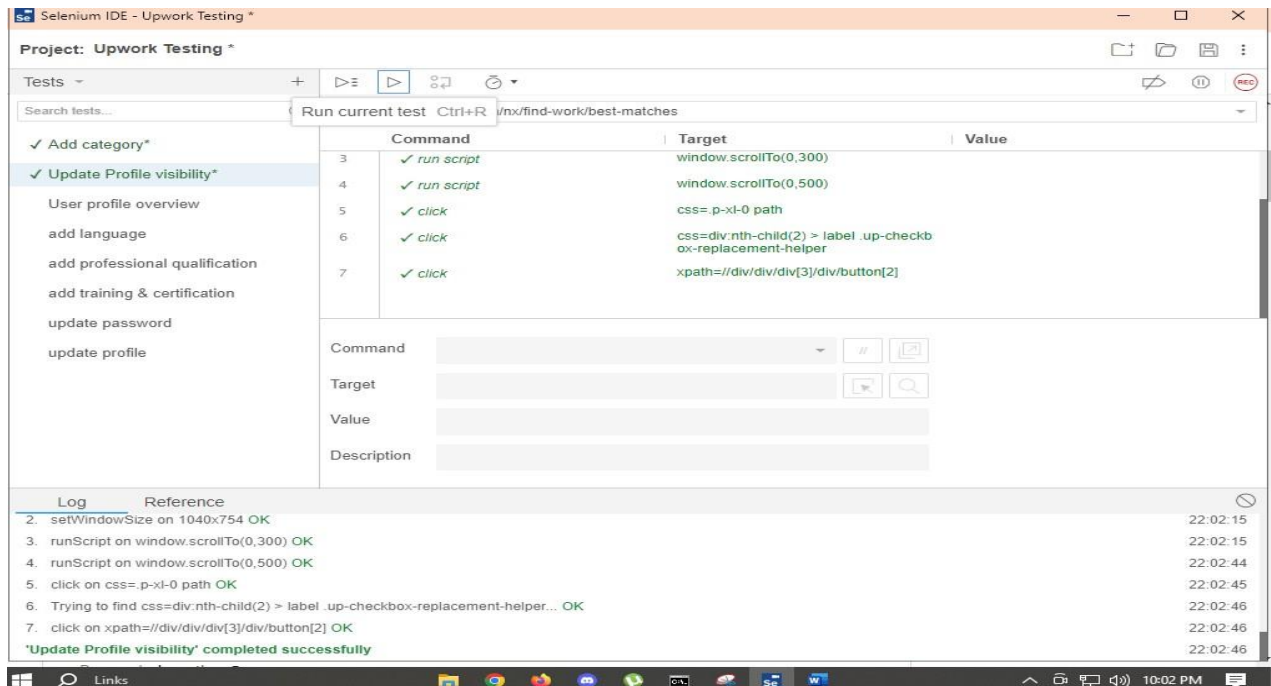 Selenium IDE - Upwork Testing *
Project: Upwork Testing *
Tests
REC
Search tests...
Run current test Ctrl+R
/nx/find-work/best-matches
Command Target Value
✓ Add category*
✓ Update Profile visibility*
User profile overview
add language
add professional qualification
add training & certification
update password
update profile
3 ✓ run script window.scrollTo(0,300)
4 ✓ run script window.scrollTo(0,500)
5 ✓ click css=.p-xl-0 path
6 ✓ click css=div:nth-child(2) > label .up-checkb
ox-replacement-helper
7 ✓ click xpath=//div/div/div[3]/div/button[2]
Command
//
Target
Value
Description
Log Reference
2. setWindowSize on 1040x754 OK 22:02:15
3. runScript on window.scrollTo(0,300) OK 22:02:15
4. runScript on window.scrollTo(0,500) OK 22:02:44
5. click on css=.p-xl-0 path OK 22:02:45
6. Trying to find css=div:nth-child(2) > label .up-checkbox-replacement-helper... OK 22:02:46
7. click on xpath=//div/div/div[3]/div/button[2] OK 22:02:46
'Update Profile visibility' completed successfully 22:02:46
Links
10:02 PM